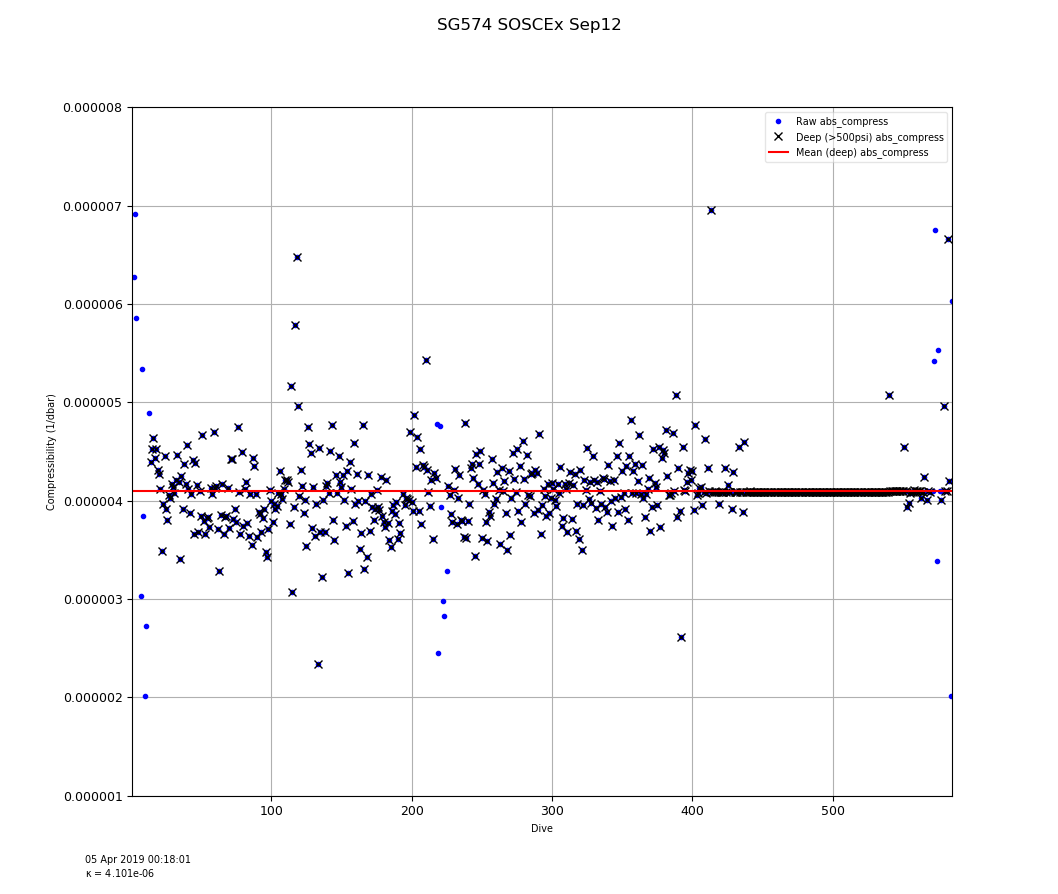 SG574 SOSCEx Sep12
Raw abs_compress
Deep (>500psi) abs_compress
Mean (deep) abs_compress
Compressibility (1/dbar)
0.000008
0.000007
0.000006
0.000005
0.000004
0.000003
0.000002
0.000001
100
200
300
400
500
Dive
05 Apr 2019 00:18:01
κ = 4.101e-06